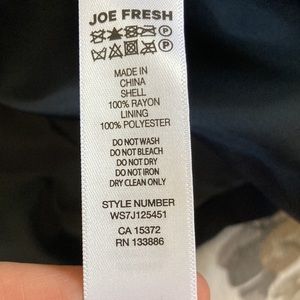 JOE FRESH
MADE IN
CHINA
SHELL
100% RAYON
LINING
100% POLYESTER
DO NOT WASH
DO NOT BLEACH
DO NOT DRY
DO NOT IRON
DRY CLEAN ONLY
STYLE NUMBER
WS7J125451
CA 15372
RN 133886